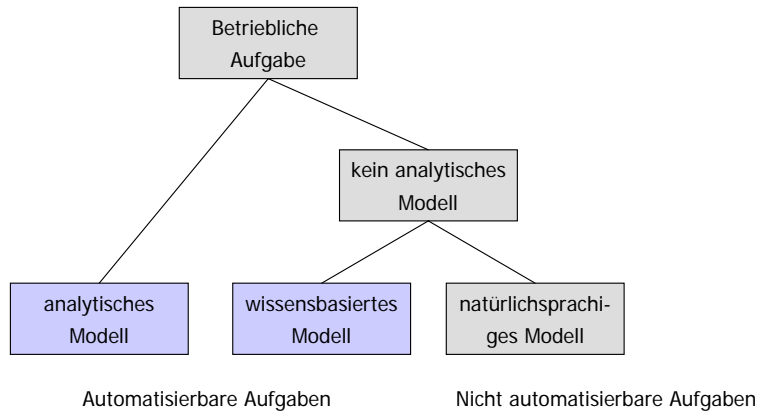 Betriebliche
Aufgabe
kein analytisches
Modell
analytisches
Modell
wissensbasiertes
Modell
natürlichsprachi-
ges Modell
Automatisierbare Aufgaben
Nicht automatisierbare Aufgaben